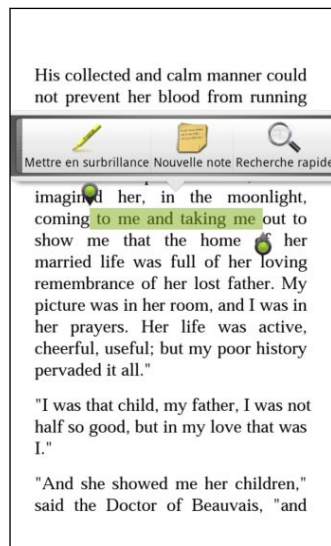 His collected and calm manner could
not prevent her blood from running
Mettre en surbrillance Nouvelle note Recherche rapide
imagined her, in the moonlight,
coming to me and taking me out to
show me that the home of her
married life was full of her loving
remembrance of her lost father. My
picture was in her room, and I was in
her prayers. Her life was active,
cheerful, useful; but my poor history
pervaded it all."
"I was that child, my father, I was not
half so good, but in my love that was
I."
"And she showed me her children,"
said the Doctor of Beauvais, "and